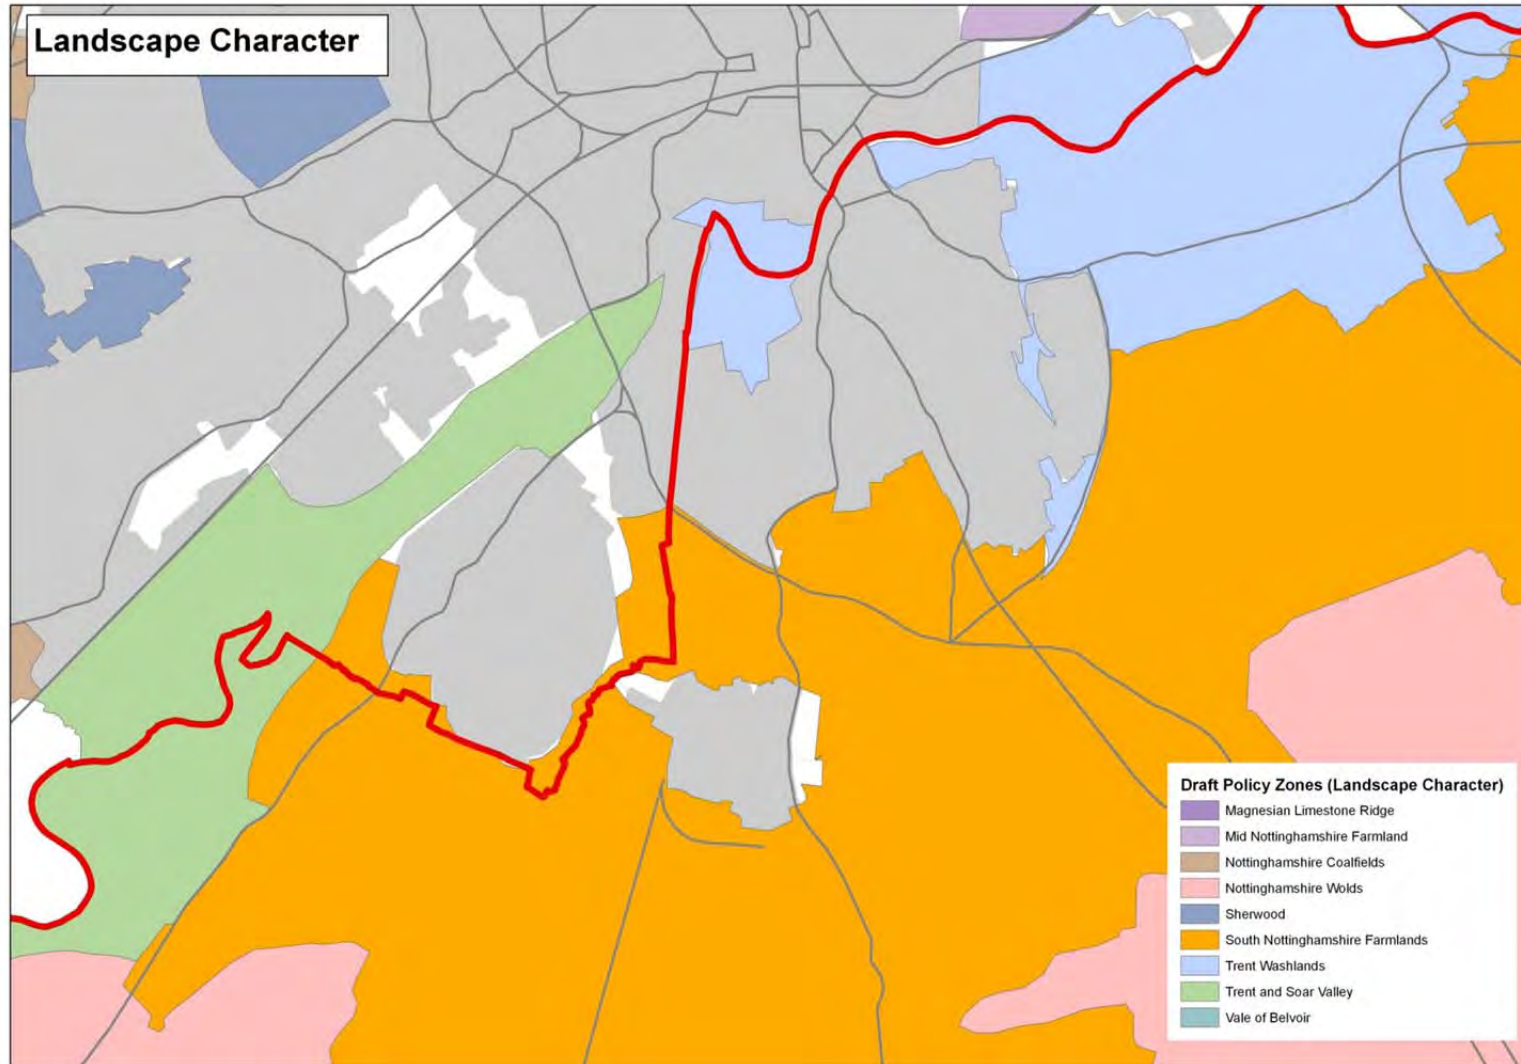 Landscape Character
Draft Policy Zones (Landscape Character)
Magnesian Limestone Ridge
Mid Nottinghamshire Farmland
Nottinghamshire Coalfields
Nottinghamshire Wolds
Sherwood
South Nottinghamshire Farmlands
Trent Washlands
Trent and Soar Valley
Vale of Belvoir